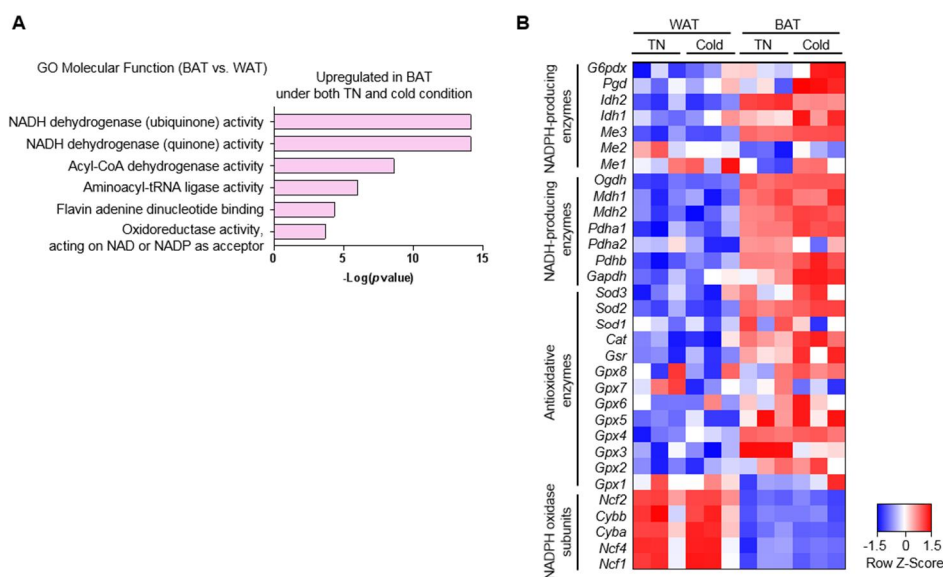 A
GO Molecular Function (BAT vs. WAT)
Upregulated in BAT
under both TN and cold condition
NADH dehydrogenase (ubiquinone) activity
NADH dehydrogenase (quinone) activity
Acyl-CoA dehydrogenase activity
Aminoacyl-tRNA ligase activity
Flavin adenine dinucleotide binding
Oxidoreductase activity,
acting on NAD or NADP as acceptor
0 5 10 15
-Log(p value)
B
WAT BAT
TN Cold TN Cold
NADPH-producing
enzymes
G6pdx
Pgd
Idh2
Idh1
Me3
Me2
Me1
NADH-producing
enzymes
Ogdh
Mdh1
Mdh2
Pdha1
Pdha2
Pdhb
Gapdh
Antioxidative
enzymes
Sod3
Sod2
Sod1
Cat
Gsr
Gpx8
Gpx7
Gpx6
Gpx5
Gpx4
Gpx3
Gpx2
Gpx1
NADPH oxidase
subunits
Ncf2
Cybb
Cyba
Ncf4
Ncf1
-1.5 0 1.5
Row Z-Score